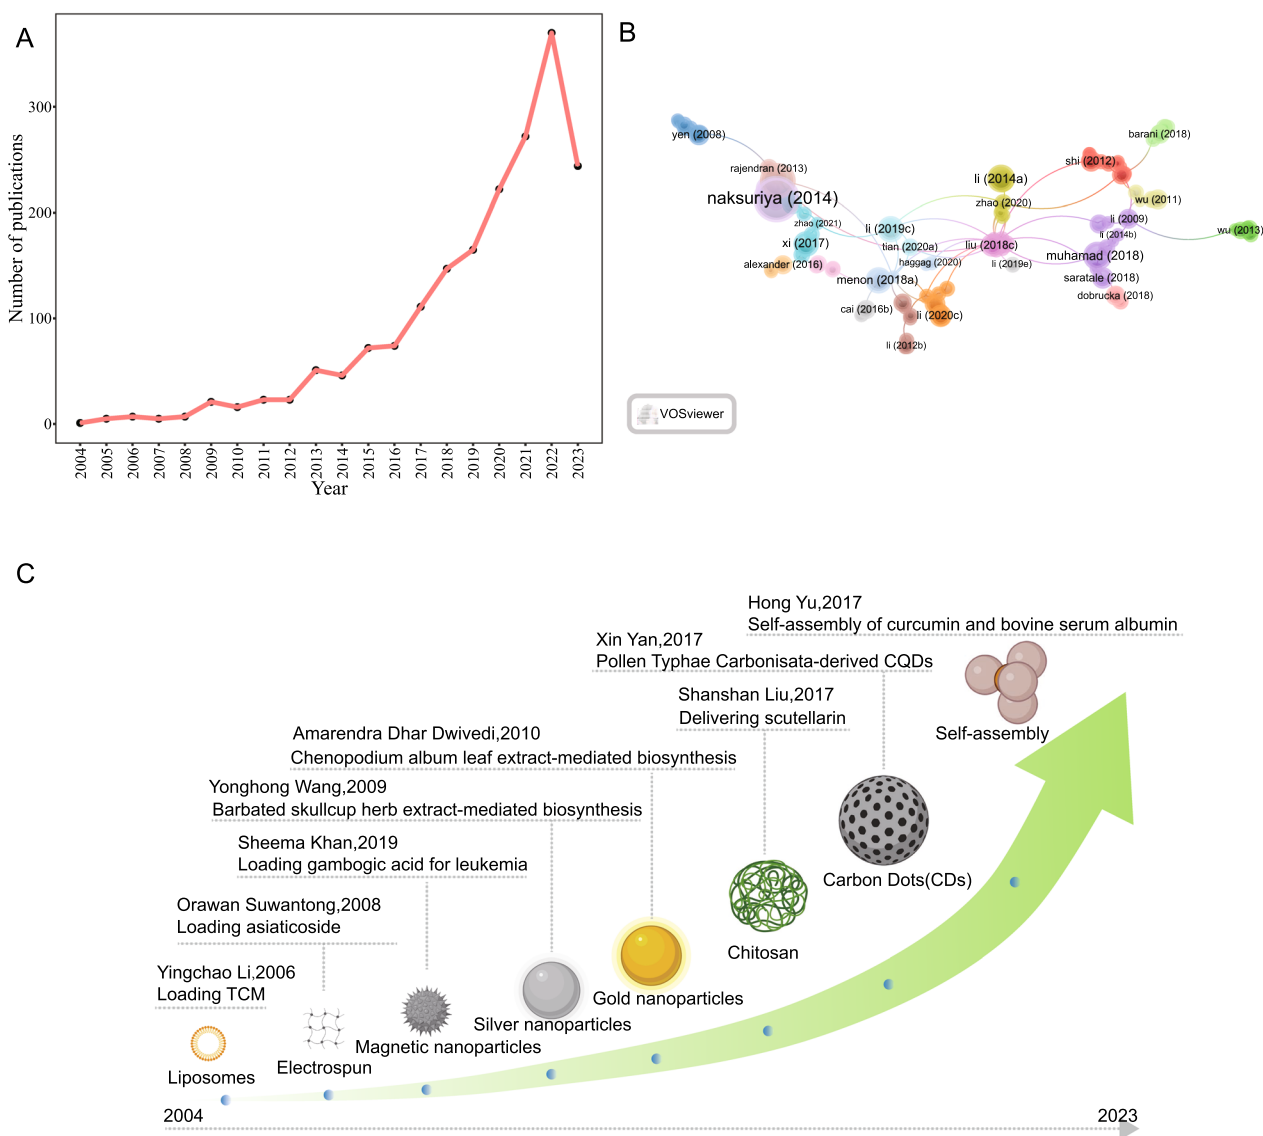 A
Number of publications
300
200
100
0
2004
2005
2006
2007
2008
2009
2010
2011
2012
2013
2014
2015
2016
2017
2018
2019
2020
2021
2022
2023
Year
B
yen (2008)
barani (2018)
shi (2012)
rajendran (2013)
li (2014a)
naksuriya (2014)
zhao (2020)
wu (2011)
zhao (2021)
li (2009)
li (2019c)
wu (2013)
li (2014b)
xi (2017)
tian (2020a)
liu (2018c)
muhamad (2018)
alexander (2016)
haggag (2020)
li (2019e)
menon (2018a)
saratale (2018)
dobrucka (2018)
cai (2016b)
li (2020c)
li (2012b)
VOSviewer
C
Hong Yu,2017
Self-assembly of curcumin and bovine serum albumin
Xin Yan,2017
Pollen Typhae Carbonisata-derived CQDs
Shanshan Liu,2017
Delivering scutellarin
Amarendra Dhar Dwivedi,2010
Chenopodium album leaf extract-mediated biosynthesis
Yonghong Wang,2009
Barbated skullcup herb extract-mediated biosynthesis
Sheema Khan,2019
Loading gambogic acid for leukemia
Orawan Suwantong,2008
Loading asiaticoside
Yingchao Li,2006
Loading TCM
Self-assembly
Carbon Dots(CDs)
Chitosan
Gold nanoparticles
Silver nanoparticles
Magnetic nanoparticles
Electrospun
Liposomes
2004
2023